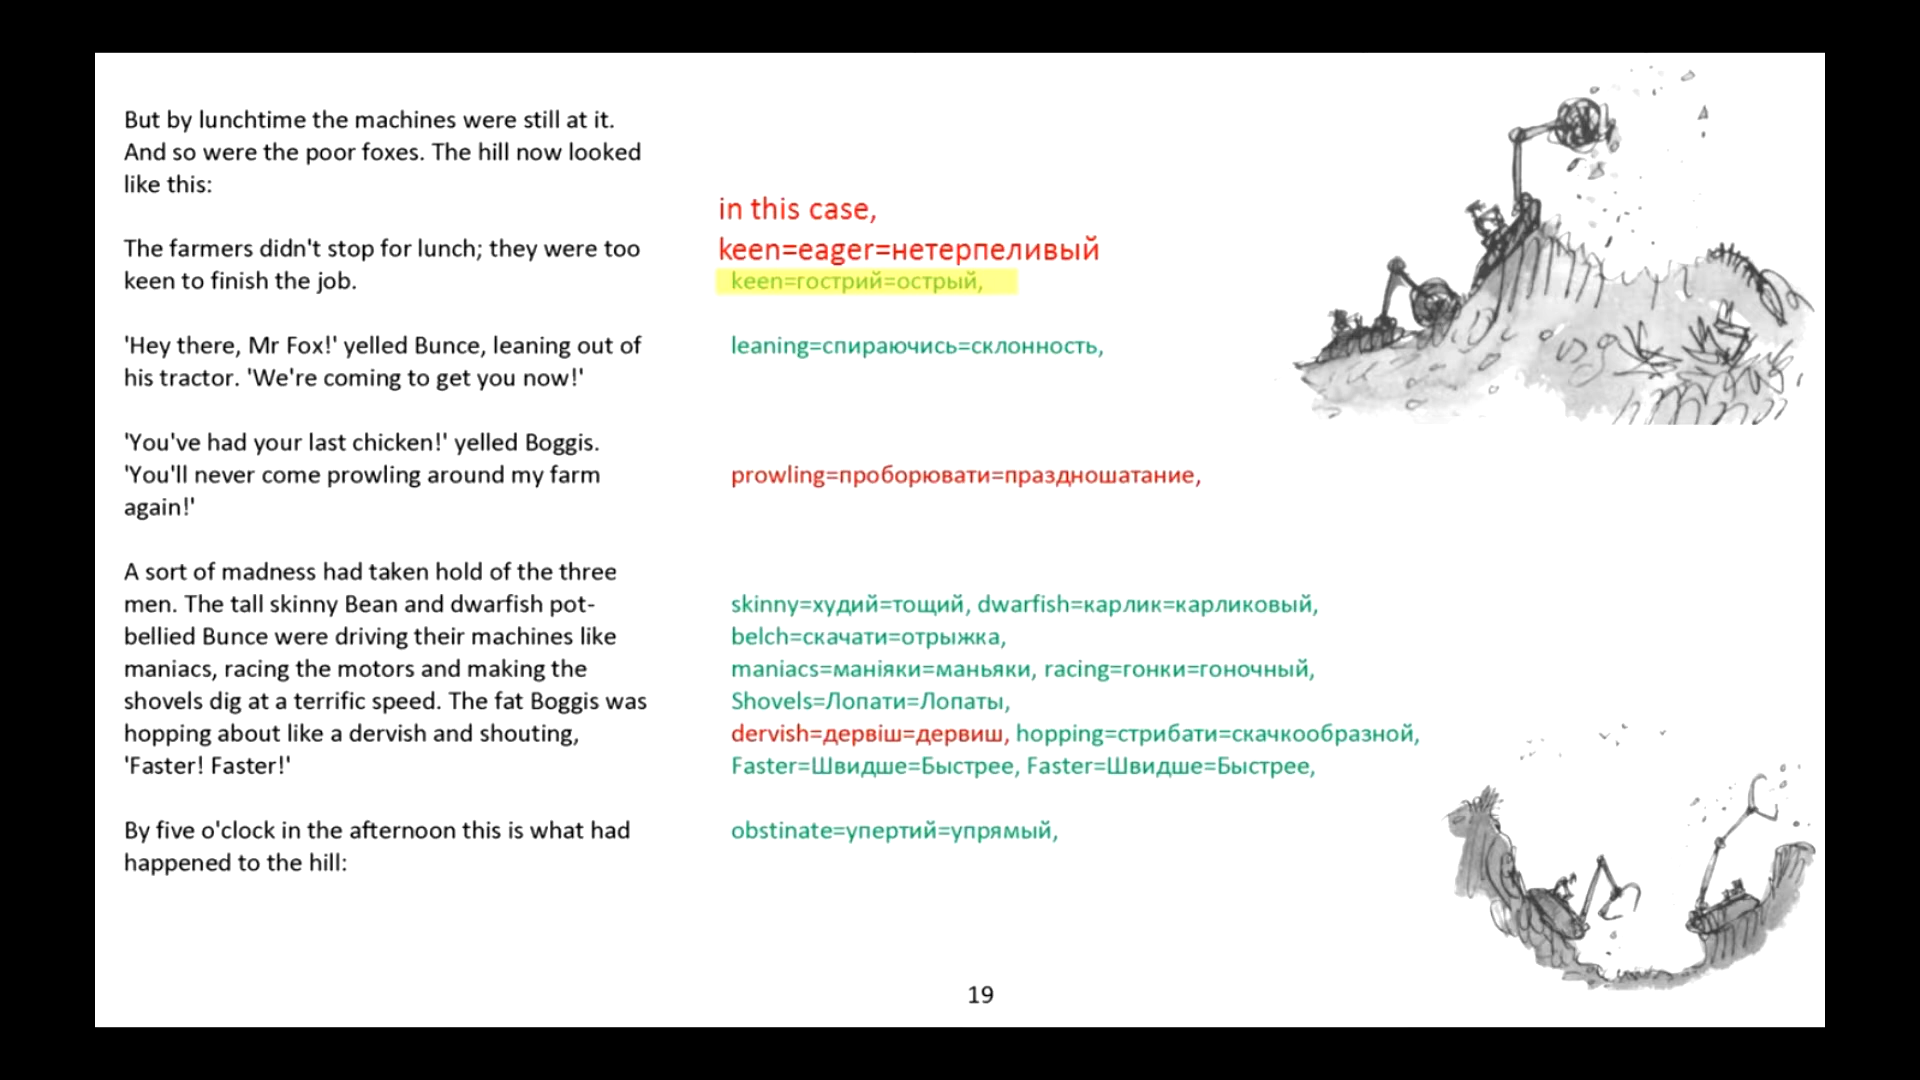 But by lunchtime the machines were still at it.
And so were the poor foxes. The hill now looked
like this:
in this case,
The farmers didn't stop for lunch; they were too
keen=eager=нетерпеливый
keen to finish the job.
keen=гострий=острый,
'Hey there, Mr Fox!' yelled Bunce, leaning out of
leaning=спираючись=склонность,
his tractor. 'We're coming to get you now!'
'You've had your last chicken!' yelled Boggis.
'You'll never come prowling around my farm
prowling=проборювати=праздношатание,
again!'
A sort of madness had taken hold of the three
men. The tall skinny Bean and dwarfish pot-
skinny=худий=тощий, dwarfish=карлик=карликовый,
bellied Bunce were driving their machines like
belch=скачати=отрыжка,
maniacs, racing the motors and making the
maniacs=маніяки=маньяки, racing=гонки=гоночный,
shovels dig at a terrific speed. The fat Boggis was
Shovels=Лопати=Лопаты,
hopping about like a dervish and shouting,
dervish=дервіш=дервиш, hopping=стрибати=скачкообразной,
'Faster! Faster!'
Faster=Швидше=Быстрее, Faster=Швидше=Быстрее,
By five o'clock in the afternoon this is what had
obstinate=упертий=упрямый,
happened to the hill:
19